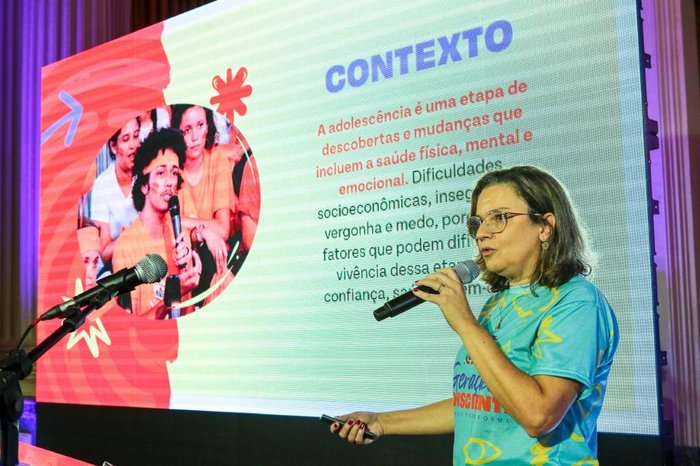 CONTEXTO
A adolescência é uma etapa de
descobertas e mudanças que
incluem a saúde física, mental e
emocional. Dificuldades
socioeconômicas,
vergonha e medo,
fatores que podem
vivência dessa
confiança,